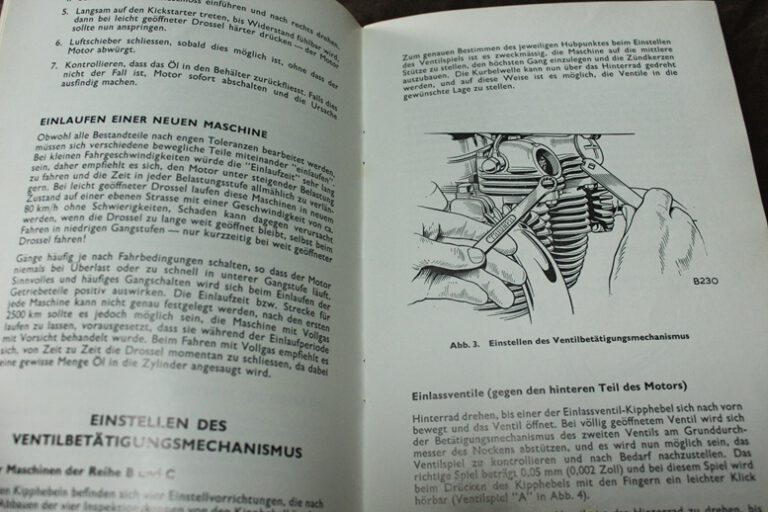 Schloss einführen und nach rechts drehen.
5. Langsam auf den Kickstarter treten, bis Widerstand fühlbar wird,
dann bei leicht geöffneter Drossel härter drücken — der Motor
sollte nun anspringen.
6. Luftschieber schliessen, sobald dies möglich ist, ohne dass der
Motor abwürgt.
7. Kontrollieren, dass das Öl in den Behälter zurückfliesst. Falls dies
nicht der Fall ist, Motor sofort abschalten und die Ursache
ausfindig machen.
EINLAUFEN EINER NEUEN MASCHINE
Obwohl alle Bestandteile nach engen Toleranzen bearbeitet werden,
müssen sich verschiedene bewegliche Teile miteinander "einlaufen".
Bei kleinen Fahrgeschwindigkeiten würde die "Einlaufzeit" sehr lang
sein, daher empfiehlt es sich, den Motor unter steigender Belastung
zu fahren und die Zeit in jeder Belastungsstufe allmählich zu verlän-
gern. Bei leicht geöffneter Drossel laufen diese Maschinen in neuem
Zustand auf einer ebenen Strasse mit einer Geschwindigkeit von ca.
80 km/h ohne Schwierigkeiten, Schaden kann dagegen verursacht
werden, wenn die Drossel zu lange weit geöffnet bleibt, selbst beim
Fahren in niedrigen Gangstufen — nur kurzzeitig bei weit geöffneter
Drossel fahren!
Gänge häufig je nach Fahrbedingungen schalten, so dass der Motor
niemals bei Überlast oder zu schnell in unterer Gangstufe läuft.
Sinnvolles und häufiges Gangschalten wird sich beim Einlaufen der
Getriebeteile positiv auswirken. Die Einlaufzeit bzw. Strecke für
jede Maschine kann nicht genau festgelegt werden, nach den ersten
2500 km sollte es jedoch möglich sein, die Maschine mit Vollgas
laufen zu lassen, vorausgesetzt, dass sie während der Einlaufperiode
mit Vorsicht behandelt wurde. Beim Fahren mit Vollgas empfiehlt es
sich, von Zeit zu Zeit die Drossel momentan zu schliessen, da dabei
eine gewisse Menge Öl in die Zylinder angesaugt wird.
EINSTELLEN DES
VENTILBETÄTIGUNGSMECHANISMUS
Maschinen der Reihe B und C
Kipphebeln befinden sich vier Einstellvorrichtungen, die nach
Abbauen der vier
Zum genauen Bestimmen des jeweiligen Hubpunktes beim Einstellen
des Ventilspiels ist es zweckmässig, die Maschine auf die mittlere
Stütze zu stellen, den höchsten Gang einzulegen und die Zündkerzen
auszubauen. Die Kurbelwelle kann nun über das Hinterrad gedreht
werden, und auf diese Weise ist es möglich, die Ventile in die
gewünschte Lage zu stellen.
B230
Abb. 3. Einstellen des Ventilbetätigungsmechanismus
Einlassventile (gegen den hinteren Teil des Motors)
Hinterrad drehen, bis einer der Einlassventil-Kipphebel sich nach vorn
bewegt und das Ventil öffnet. Bei völlig geöffnetem Ventil wird sich
der Betätigungsmechanismus des zweiten Ventils am Grunddurch-
messer des Nockens abstützen, und es wird nun möglich sein, das
Ventilspiel zu kontrollieren und nach Bedarf nachzustellen. Das
richtige Spiel beträgt 0,05 mm (0,002 Zoll) und bei diesem Spiel wird
beim Drücken des Kipphebels mit den Fingern ein leichter Klick
hörbar (Ventilspiel "A" in Abb. 4).